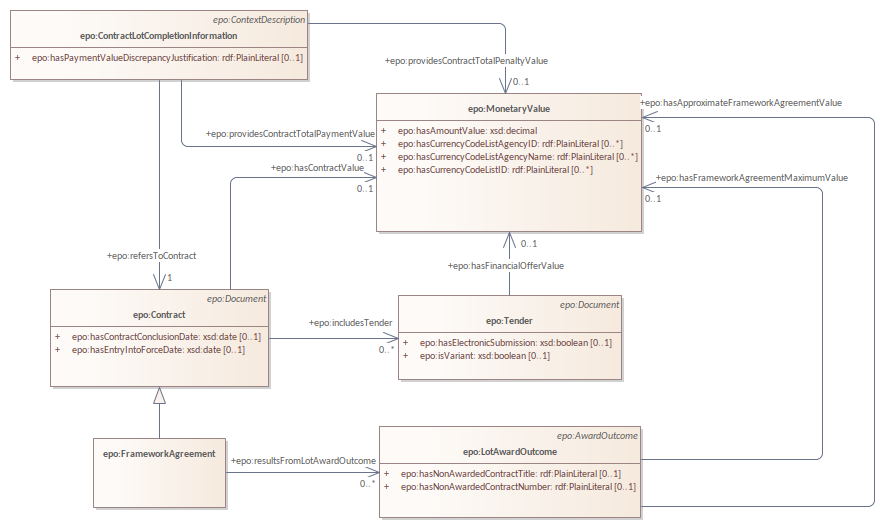 epo:ContextDescription
epo:ContractLotCompletionInformation
+ epo:hasPaymentValueDiscrepancyJustification: rdf:PlainLiteral [0..1]
+epo:providesContractTotalPenaltyValue
0..1
epo:MonetaryValue
+ epo:hasAmountValue: xsd:decimal
+ epo:hasCurrencyCodeListAgencyID: rdf:PlainLiteral [0..*]
+ epo:hasCurrencyCodeListAgencyName: rdf:PlainLiteral [0..*]
+ epo:hasCurrencyCodeListID: rdf:PlainLiteral [0..*]
+epo:hasApproximateFrameworkAgreementValue
0..1
+epo:providesContractTotalPaymentValue
0..1
+epo:hasContractValue
0..1
+epo:hasFrameworkAgreementMaximumValue
0..1
+epo:refersToContract
1
0..1
+epo:hasFinancialOfferValue
epo:Document
epo:Contract
+ epo:hasContractConclusionDate: xsd:date [0..1]
+ epo:hasEntryIntoForceDate: xsd:date [0..1]
+epo:includesTender
0..*
epo:Document
epo:Tender
+ epo:hasElectronicSubmission: xsd:boolean [0..1]
+ epo:isVariant: xsd:boolean [0..1]
epo:FrameworkAgreement
+epo:resultsFromLotAwardOutcome
0..*
epo:AwardOutcome
epo:LotAwardOutcome
+ epo:hasNonAwardedContractTitle: rdf:PlainLiteral [0..1]
+ epo:hasNonAwardedContractNumber: rdf:PlainLiteral [0..1]